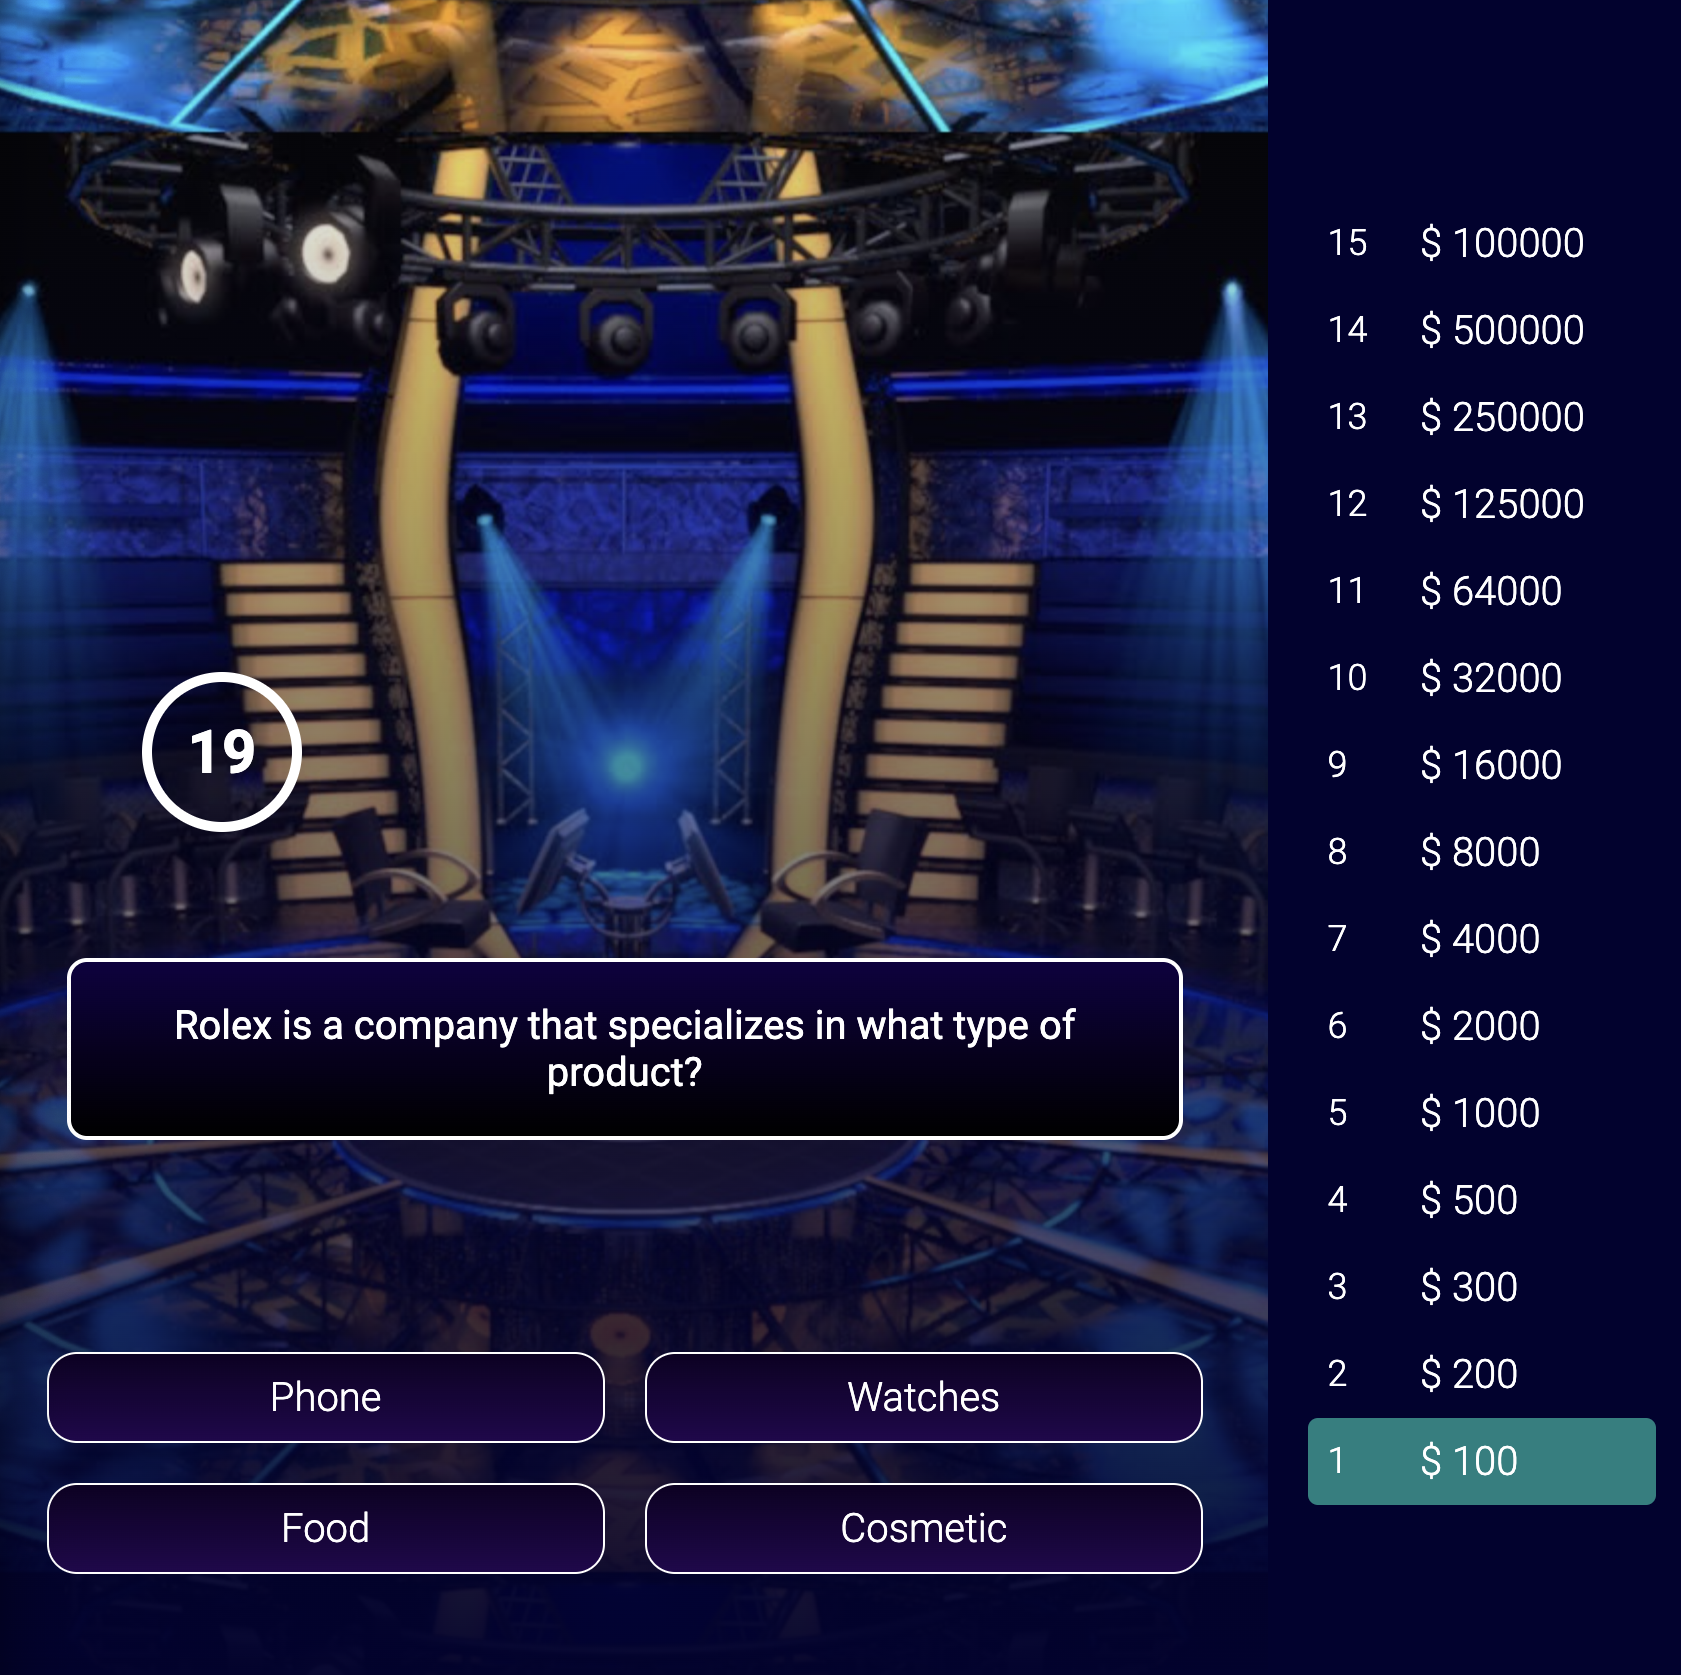 19
Rolex is a company that specializes in what type of
product?
Phone
Watches
Food
Cosmetic
15 $ 100000
14 $ 500000
13 $ 250000
12 $ 125000
11 $ 64000
10 $ 32000
9 $ 16000
8 $ 8000
7 $ 4000
6 $ 2000
5 $ 1000
4 $ 500
3 $ 300
2 $ 200
1 $ 100